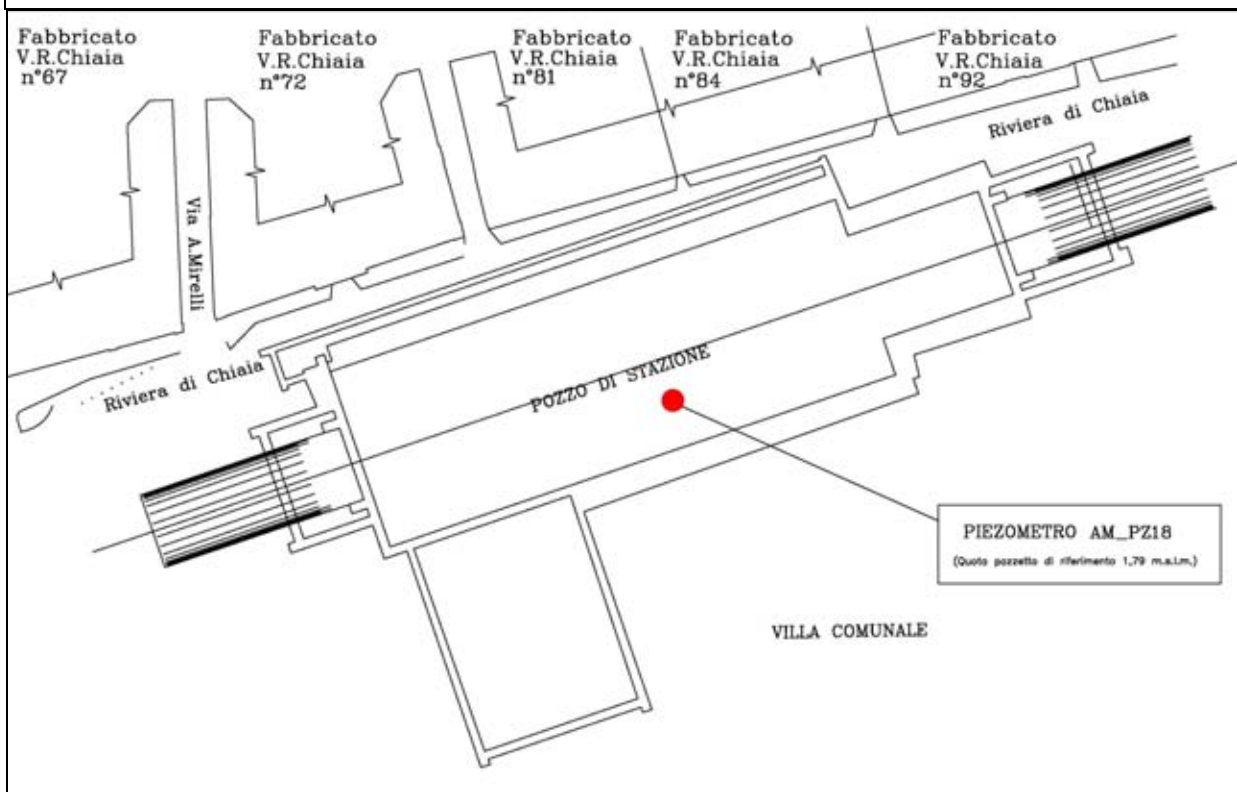 Fabbricato
V.R.Chiaia
n°67
Fabbricato
V.R.Chiaia
n°72
Fabbricato
V.R.Chiaia
n°81
Fabbricato
V.R.Chiaia
n°84
Fabbricato
V.R.Chiaia
n°92
Riviera di Chiaia
Via A.Mirelli
Riviera di Chiaia
POZZO DI STAZIONE
PIEZOMETRO AM_PZ18
(Quota pozzetto di riferimento 1,79 m.s.l.m.)
VILLA COMUNALE